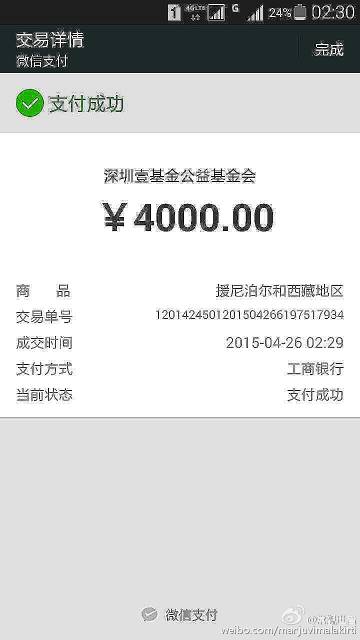 1 4GLTE G 24% 02:30
交易详情
微信支付
完成
支付成功
深圳壹基金公益基金会
￥4000.00
商 品 援尼泊尔和西藏地区
交易单号 1201424501201504266197517934
成交时间 2015-04-26 02:29
支付方式 工商银行
当前状态 支付成功
微信支付
weibo.com/marjuvimalakirti